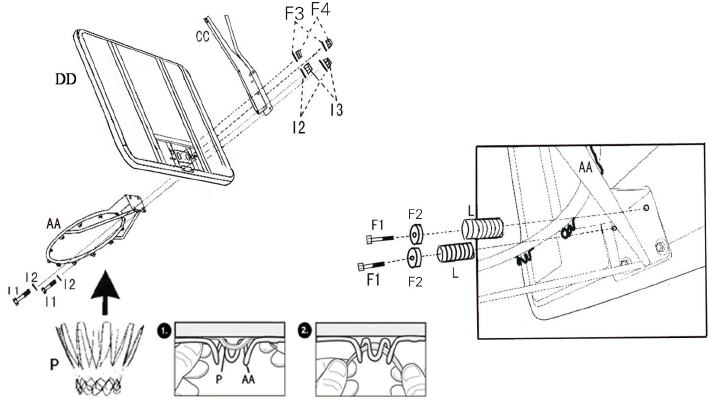 F3 F4
CC
DD
I2 I3
AA
I2 I2
I1 I1
P
1.
P AA
2.
AA
F1 F2 L
F1 F2 L